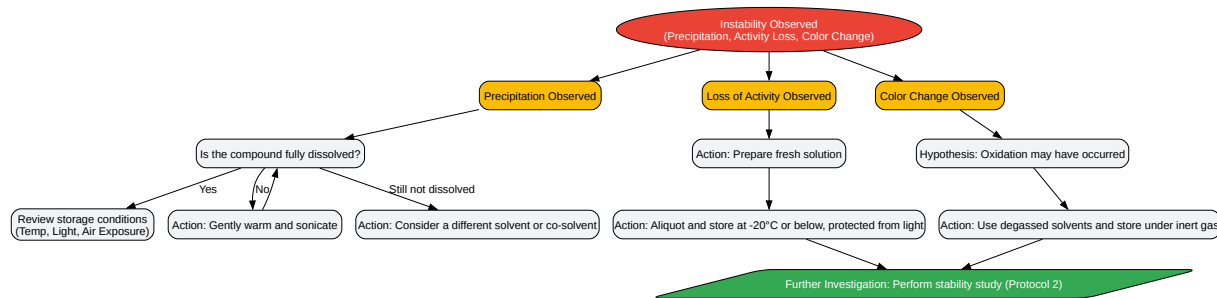 Instability Observed
(Precipitation, Activity Loss, Color Change)
Precipitation Observed
Loss of Activity Observed
Color Change Observed
Is the compound fully dissolved?
Action: Prepare fresh solution
Hypothesis: Oxidation may have occurred
Yes
No
Still not dissolved
Review storage conditions
(Temp, Light, Air Exposure)
Action: Gently warm and sonicate
Action: Consider a different solvent or co-solvent
Action: Aliquot and store at -20°C or below, protected from light
Action: Use degassed solvents and store under inert gas
Further Investigation: Perform stability study (Protocol 2)